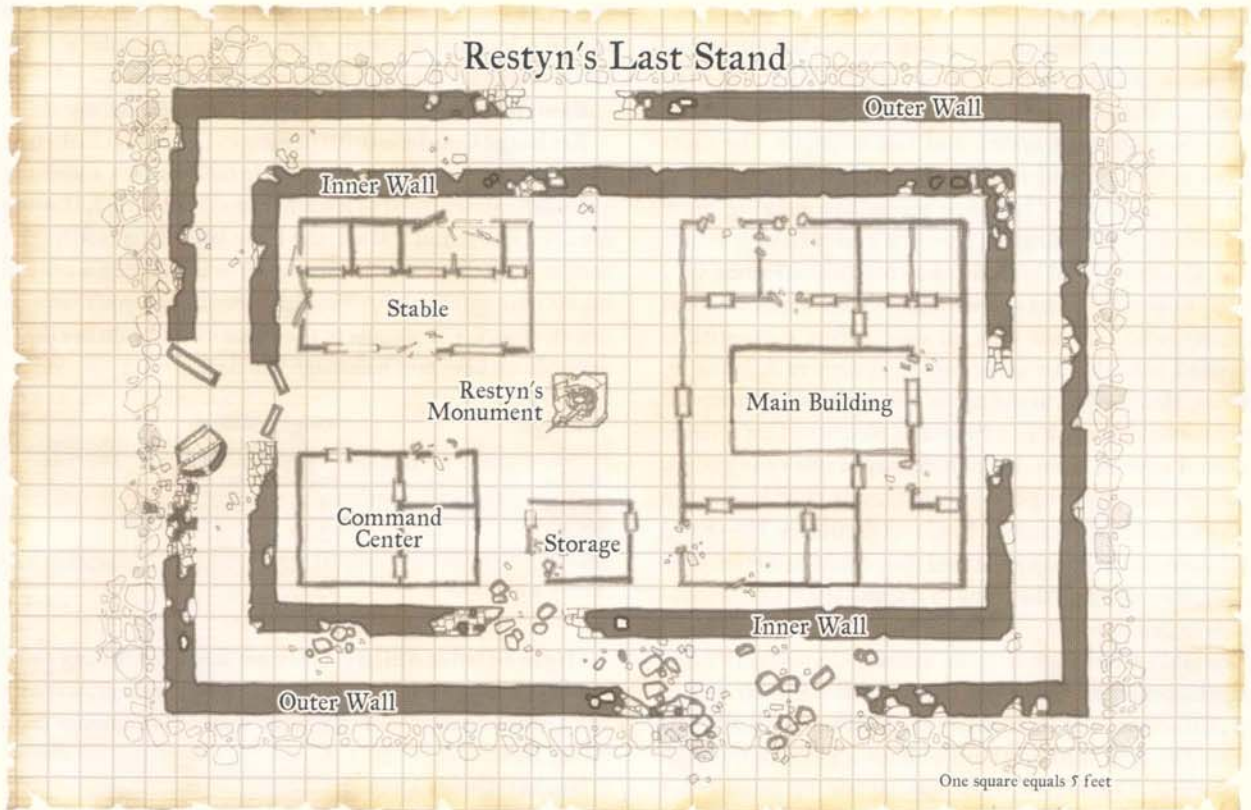 Restyn's Last Stand
Outer Wall
Inner Wall
Stable
Restyn's
Monument
Main Building
Command
Center
Storage
Inner Wall
Outer Wall
One square equals 5 feet